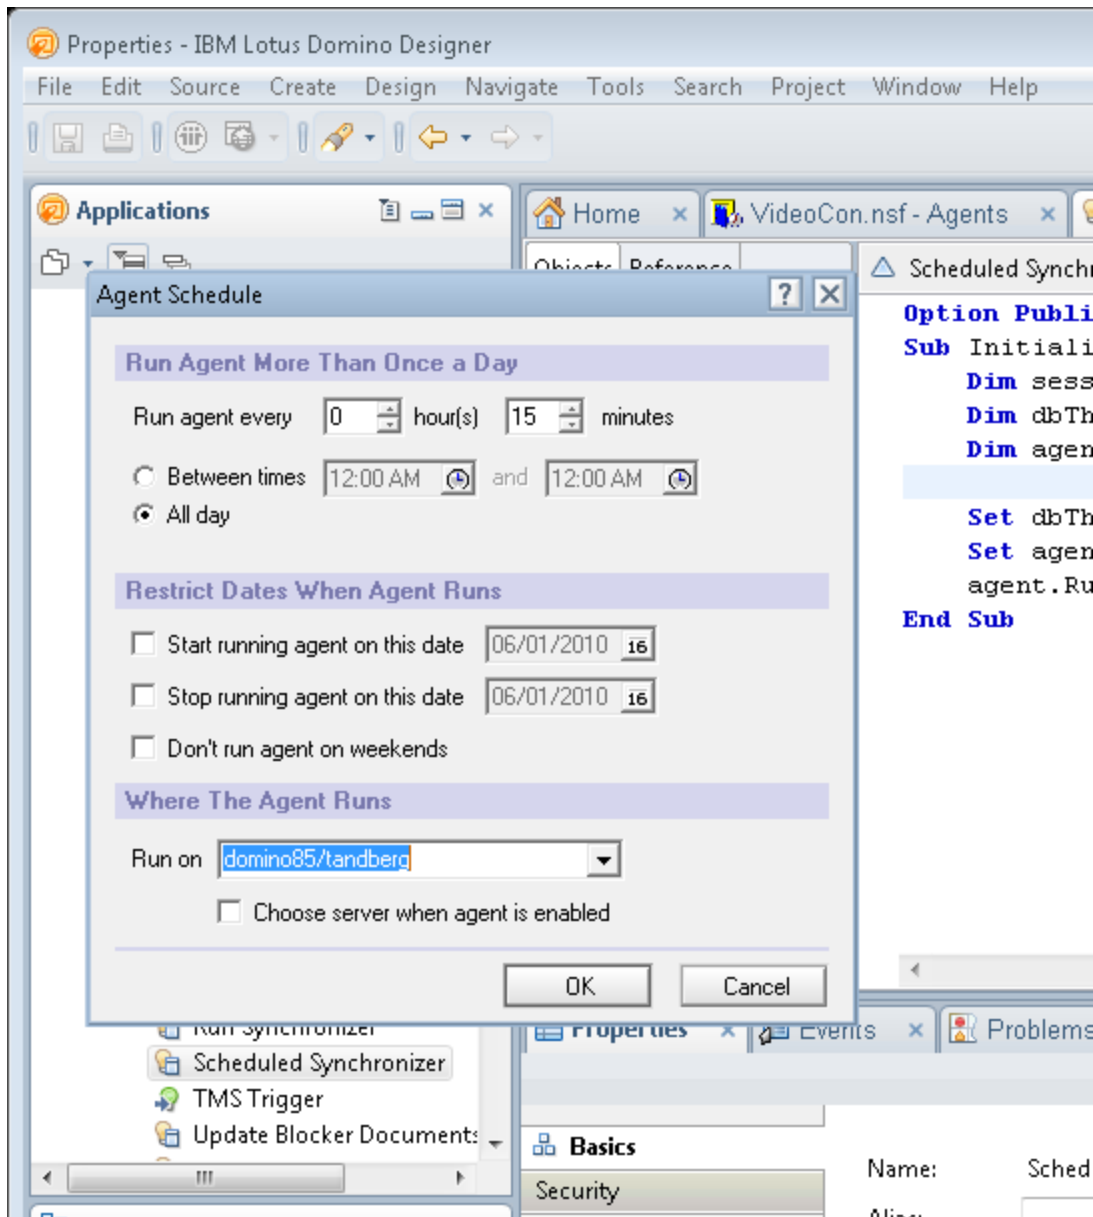 Properties - IBM Lotus Domino Designer
File Edit Source Create Design Navigate Tools Search Project Window Help
Applications
Home
VideoCon.nsf - Agents
Objects Reference
Scheduled Synchr
Agent Schedule
Option Publi
Sub Initiali
Dim sess
Dim dbTh
Dim agen
Set dbTh
Set agen
agent.Ru
End Sub
Run Agent More Than Once a Day
Run agent every 0 hour(s) 15 minutes
Between times 12:00 AM and 12:00 AM
All day
Restrict Dates When Agent Runs
Start running agent on this date 06/01/2010 16
Stop running agent on this date 06/01/2010 16
Don't run agent on weekends
Where The Agent Runs
Run on domino85/tandberg
Choose server when agent is enabled
OK Cancel
Run Synchronizer
Scheduled Synchronizer
TMS Trigger
Update Blocker Documents
Properties
Events
Problems
Basics
Security
Name: Sched
Alias: